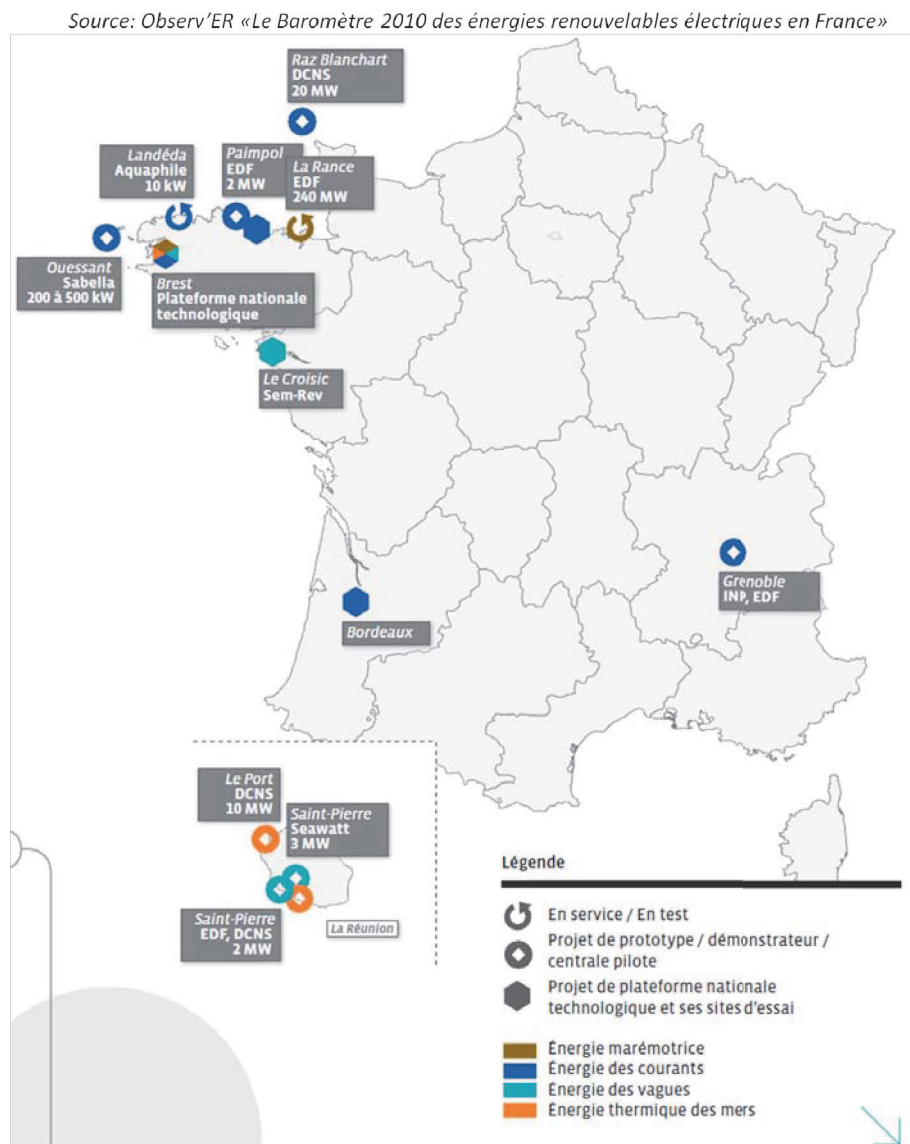 Source: Observ'ER «Le Baromètre 2010 des énergies renouvelables électriques en France»
Raz Blanchart
DCNS
20 MW
Landéda
Aquaphile
10 kW
Paimpol
EDF
2 MW
La Rance
EDF
240 MW
Ouessant
Sabella
200 à 500 kW
Brest
Plateforme nationale
technologique
Le Croisic
Sem-Rev
Grenoble
INP, EDF
Bordeaux
Le Port
DCNS
10 MW
Saint-Pierre
Seawatt
3 MW
Saint-Pierre
EDF, DCNS
2 MW
La Réunion
Légende
En service / En test
Projet de prototype / démonstrateur /
centrale pilote
Projet de plateforme nationale
technologique et ses sites d'essai
Énergie marémotrice
Énergie des courants
Énergie des vagues
Énergie thermique des mers